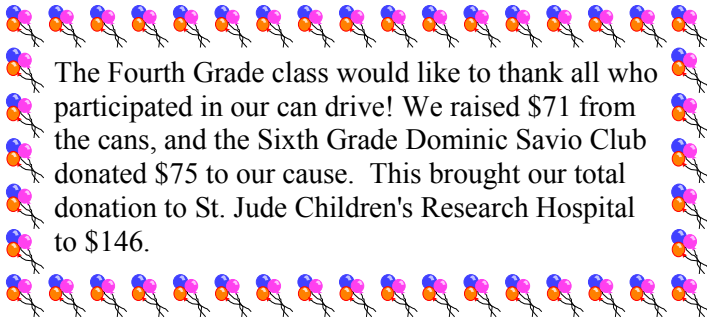 The Fourth Grade class would like to thank all who
participated in our can drive! We raised $71 from
the cans, and the Sixth Grade Dominic Savio Club
donated $75 to our cause.  This brought our total
donation to St. Jude Children's Research Hospital
to $146.